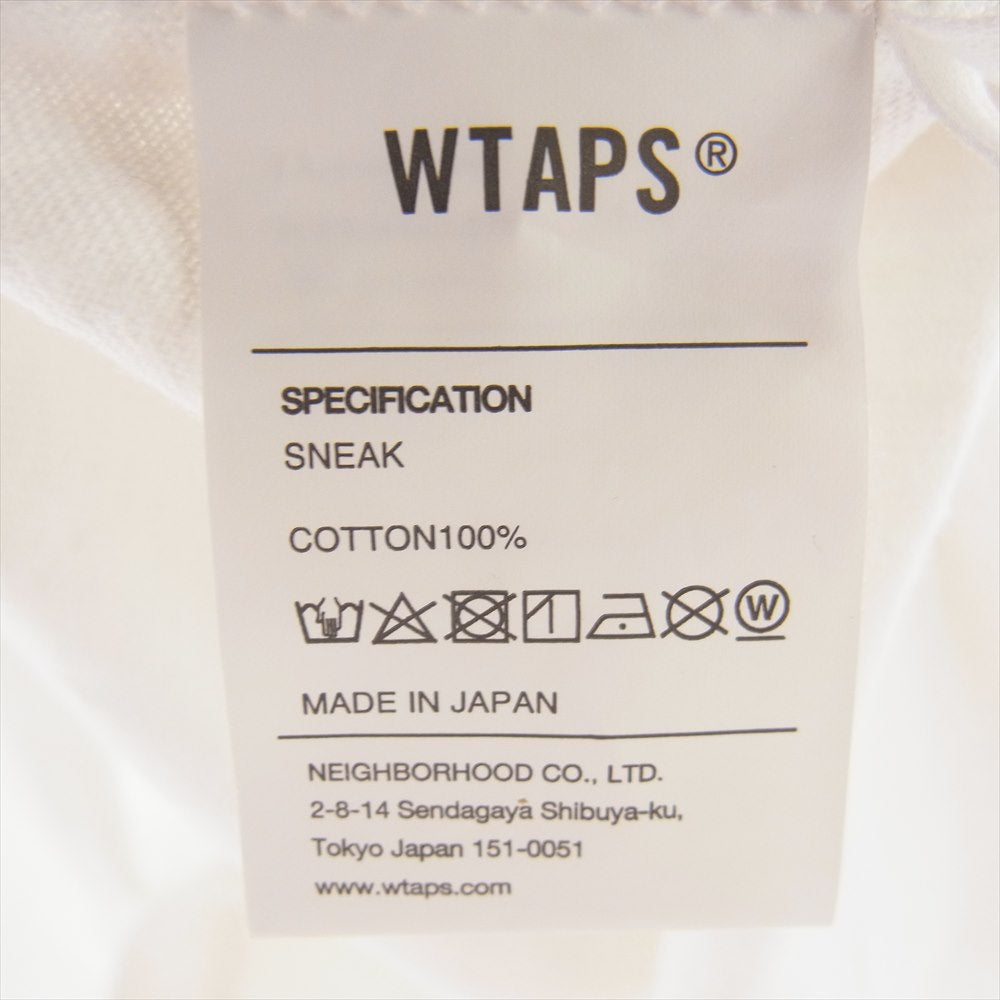 WTAPS®
SPECIFICATION
SNEAK
COTTON100%
W
MADE IN JAPAN
NEIGHBORHOOD CO., LTD.
2-8-14 Sendagaya Shibuya-ku,
Tokyo Japan 151-0051
www.wtaps.com